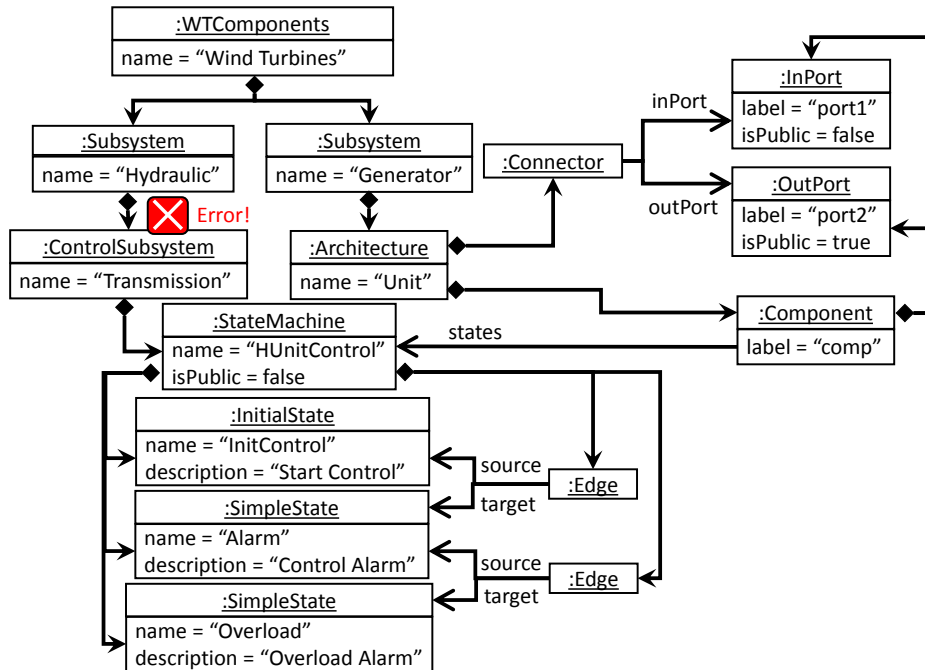 :WTComponents
name = “Wind Turbines”
:InPort
label = “port1”
isPublic = false
inPort
:Subsystem
name = “Hydraulic”
:Subsystem
name = “Generator”
:Connector
:OutPort
label = “port2”
isPublic = true
outPort
Error!
:ControlSubsystem
name = “Transmission”
:Architecture
name = “Unit”
:Component
label = “comp”
:StateMachine
name = “HUnitControl”
isPublic = false
states
:InitialState
name = “InitControl”
description = “Start Control”
source
:Edge
target
:SimpleState
name = “Alarm”
description = “Control Alarm”
source
:Edge
target
:SimpleState
name = “Overload”
description = “Overload Alarm”